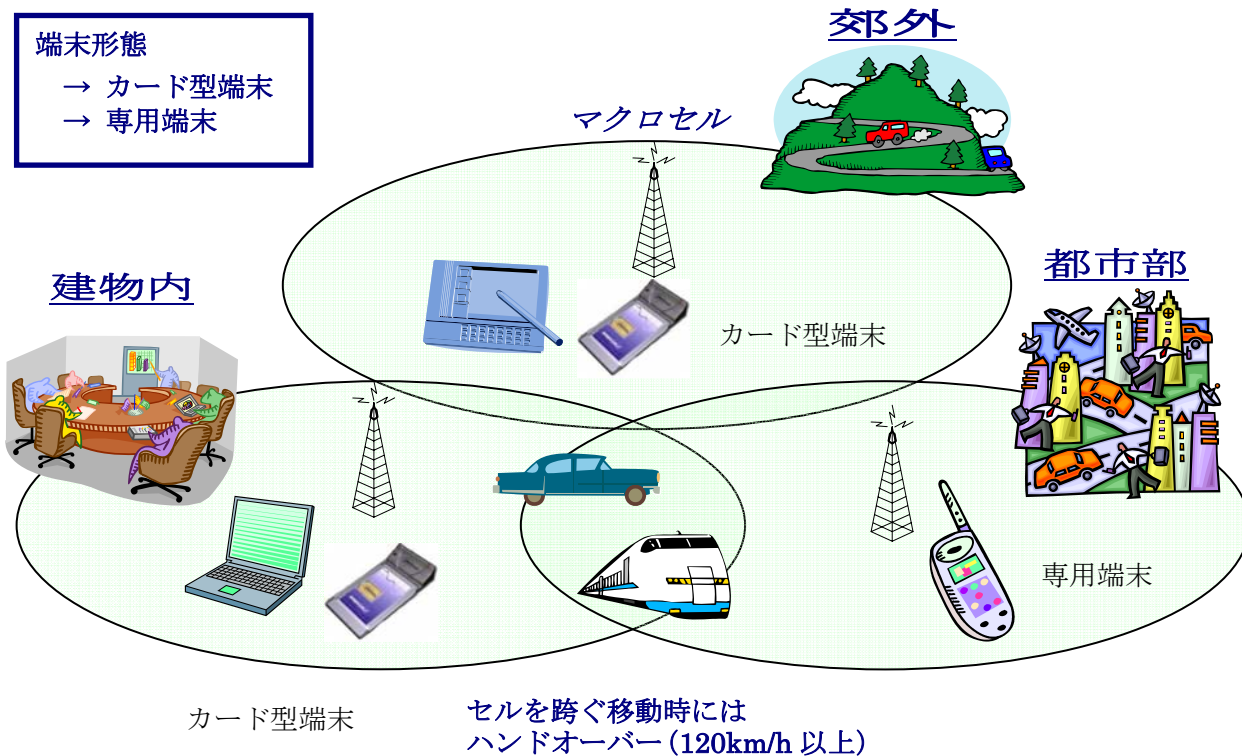 端末形態
→ カード型端末
→ 専用端末
郊外
マクロセル
建物内
都市部
カード型端末
専用端末
カード型端末
セルを跨ぐ移動時には
ハンドオーバー(120km/h 以上)